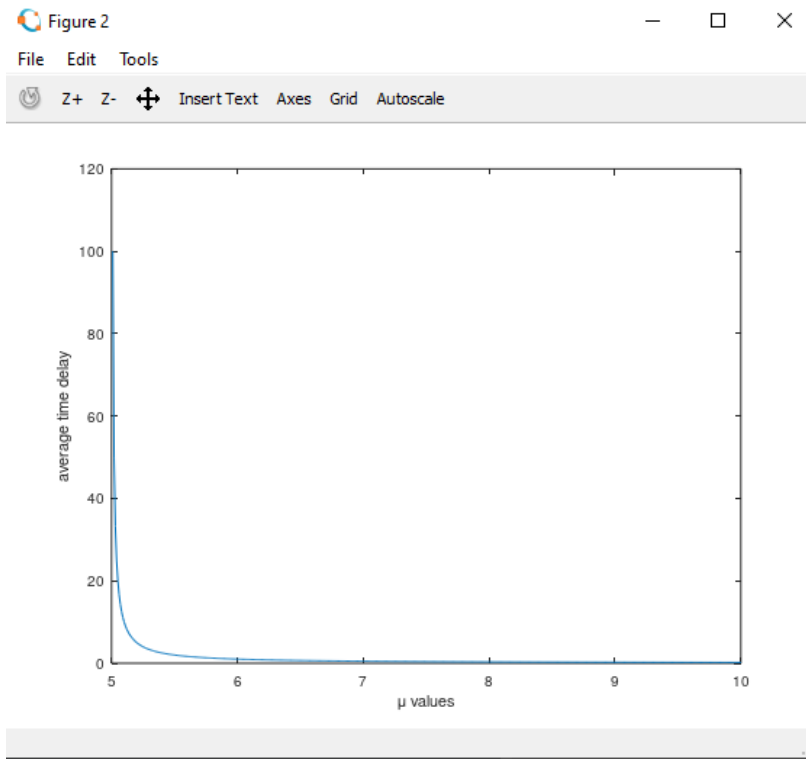 Figure 2
File Edit Tools
Z+ Z- Insert Text Axes Grid Autoscale
120
100
80
60
40
20
0
average time delay
5 6 7 8 9 10
μ values